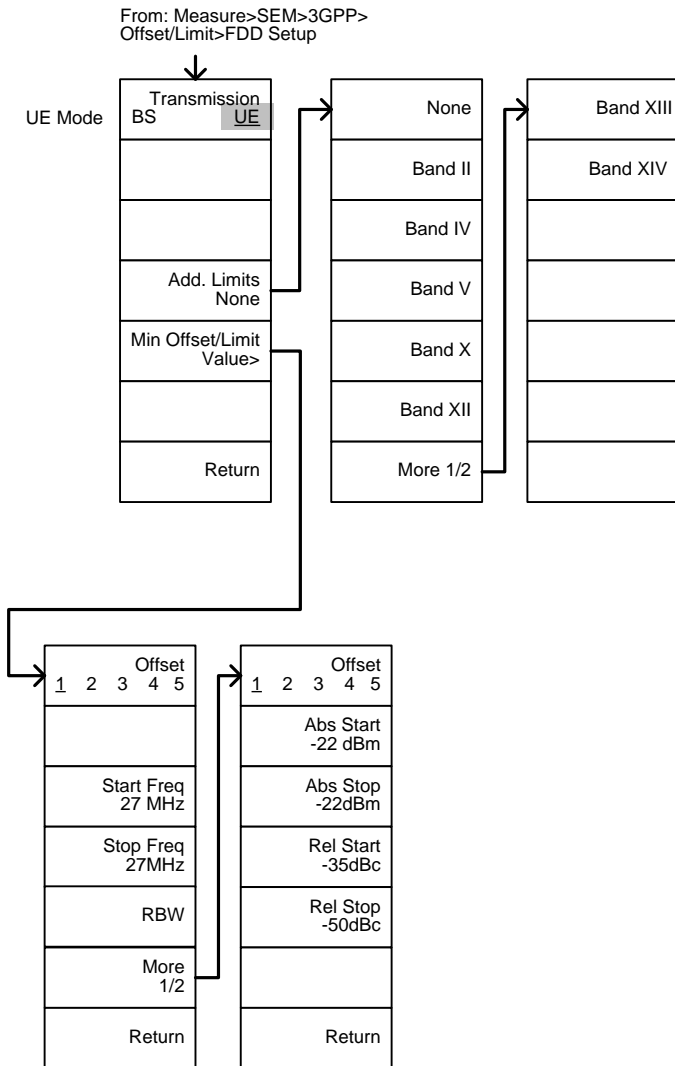 From: Measure>SEM>3GPP>
Offset/Limit>FDD Setup
UE Mode
Transmission
BS UE
Add. Limits
None
Min Offset/Limit
Value>
Return
None
Band II
Band IV
Band V
Band X
Band XII
More 1/2
Band XIII
Band XIV
Offset
1 2 3 4 5
Start Freq
27 MHz
Stop Freq
27MHz
RBW
More
1/2
Return
Offset
1 2 3 4 5
Abs Start
-22 dBm
Abs Stop
-22dBm
Rel Start
-35dBc
Rel Stop
-50dBc
Return